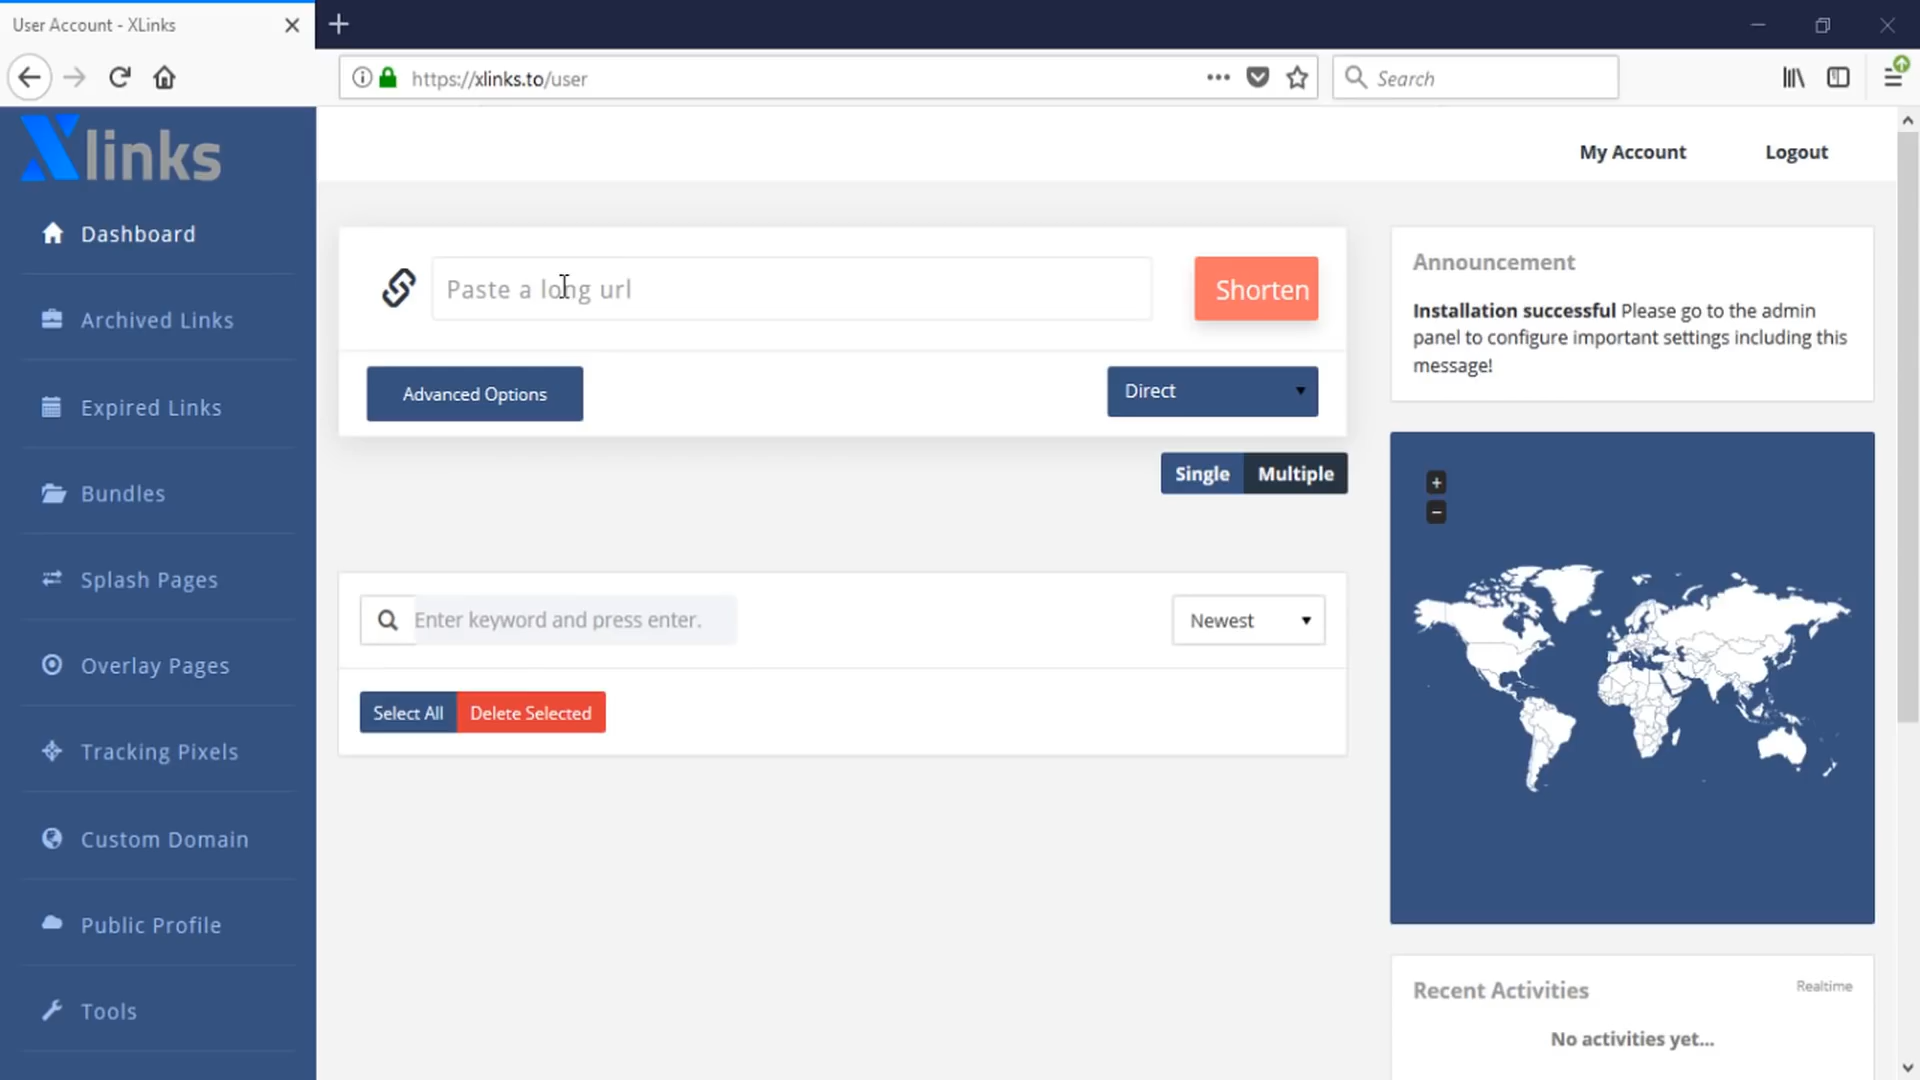 User Account - XLinks
https://xlinks.to/user
Search
Xlinks
My Account
Logout
Dashboard
Archived Links
Expired Links
Bundles
Splash Pages
Overlay Pages
Tracking Pixels
Custom Domain
Public Profile
Tools
Paste a long url
Shorten
Advanced Options
Direct
Single
Multiple
Enter keyword and press enter.
Newest
Select All
Delete Selected
Announcement
Installation successful Please go to the admin
panel to configure important settings including this
message!
+
−
Recent Activities
Realtime
No activities yet...